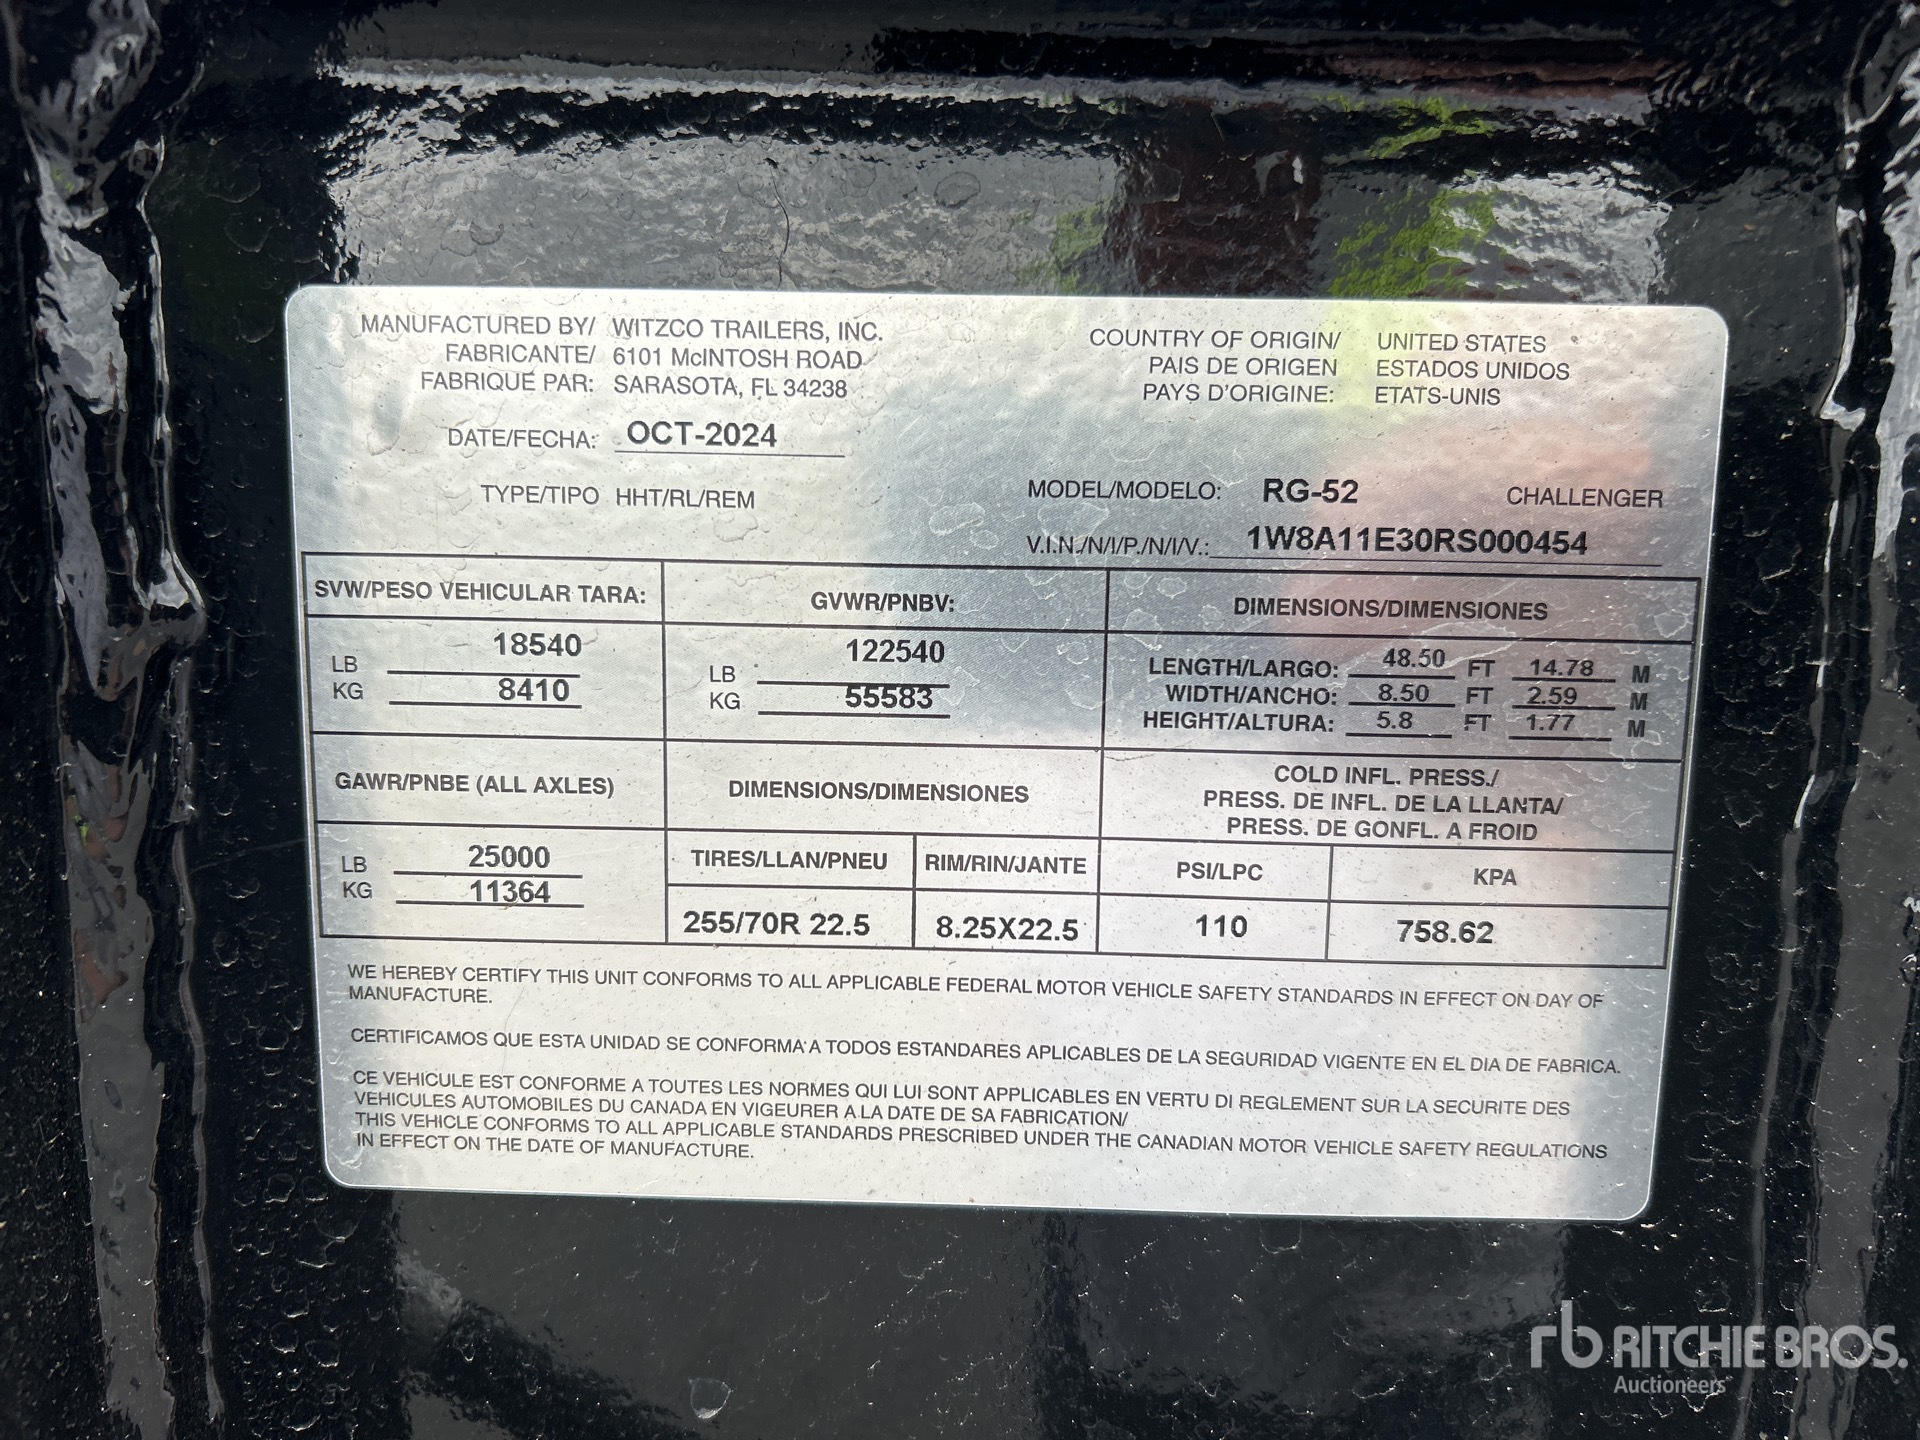 MANUFACTURED BY/ WITZCO TRAILERS, INC.
FABRICANTE/ 6101 McINTOSH ROAD
FABRIQUE PAR: SARASOTA, FL 34238
COUNTRY OF ORIGIN/ UNITED STATES
PAIS DE ORIGEN ESTADOS UNIDOS
PAYS D'ORIGINE: ETATS-UNIS
DATE/FECHA: OCT-2024
TYPE/TIPO HHT/RL/REM
MODEL/MODELO: RG-52 CHALLENGER
V.I.N./N/I/P./N/I/V.: 1W8A11E30RS000454
SVW/PESO VEHICULAR TARA:
LB 18540
KG 8410
GVWR/PNBV:
LB 122540
KG 55583
DIMENSIONS/DIMENSIONES
LENGTH/LARGO: 48.50 FT 14.78 M
WIDTH/ANCHO: 8.50 FT 2.59 M
HEIGHT/ALTURA: 5.8 FT 1.77 M
GAWR/PNBE (ALL AXLES)
LB 25000
KG 11364
DIMENSIONS/DIMENSIONES
TIRES/LLAN/PNEU RIM/RIN/JANTE
255/70R 22.5 8.25X22.5
COLD INFL. PRESS./
PRESS. DE INFL. DE LA LLANTA/
PRESS. DE GONFL. A FROID
PSI/LPC KPA
110 758.62
WE HEREBY CERTIFY THIS UNIT CONFORMS TO ALL APPLICABLE FEDERAL MOTOR VEHICLE SAFETY STANDARDS IN EFFECT ON DAY OF
MANUFACTURE.
CERTIFICAMOS QUE ESTA UNIDAD SE CONFORMA A TODOS ESTANDARES APLICABLES DE LA SEGURIDAD VIGENTE EN EL DIA DE FABRICA.
CE VEHICULE EST CONFORME A TOUTES LES NORMES QUI LUI SONT APPLICABLES EN VERTU DI REGLEMENT SUR LA SECURITE DES
VEHICULES AUTOMOBILES DU CANADA EN VIGEURER A LA DATE DE SA FABRICATION/
THIS VEHICLE CONFORMS TO ALL APPLICABLE STANDARDS PRESCRIBED UNDER THE CANADIAN MOTOR VEHICLE SAFETY REGULATIONS
IN EFFECT ON THE DATE OF MANUFACTURE.
rb RITCHIE BROS.
Auctioneers